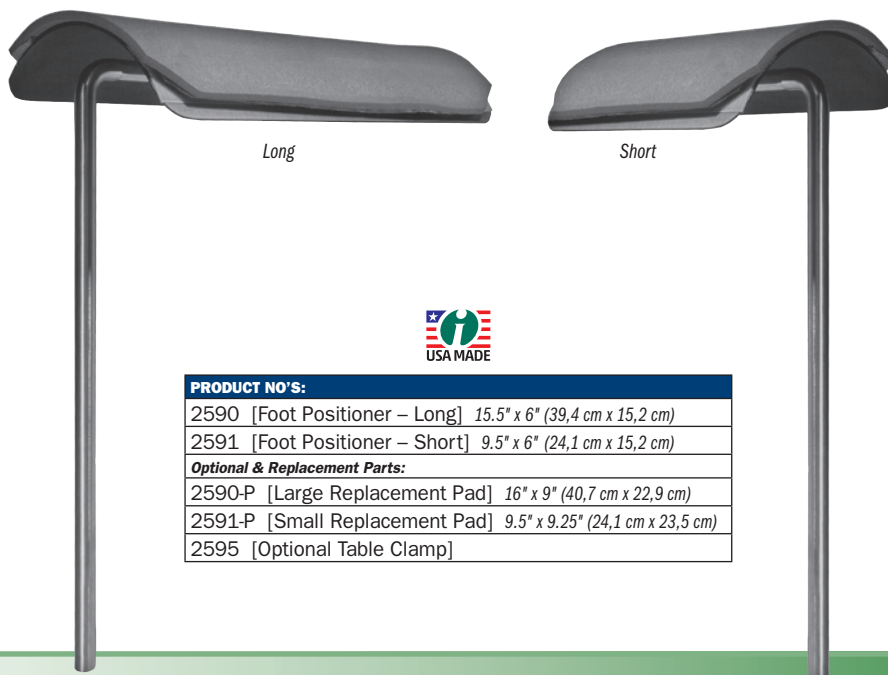 Long
Short
i
USA MADE
PRODUCT NO'S:
2590 [Foot Positioner – Long] 15.5" x 6" (39,4 cm x 15,2 cm)
2591 [Foot Positioner – Short] 9.5" x 6" (24,1 cm x 15,2 cm)
Optional & Replacement Parts:
2590-P [Large Replacement Pad] 16" x 9" (40,7 cm x 22,9 cm)
2591-P [Small Replacement Pad] 9.5" x 9.25" (24,1 cm x 23,5 cm)
2595 [Optional Table Clamp]